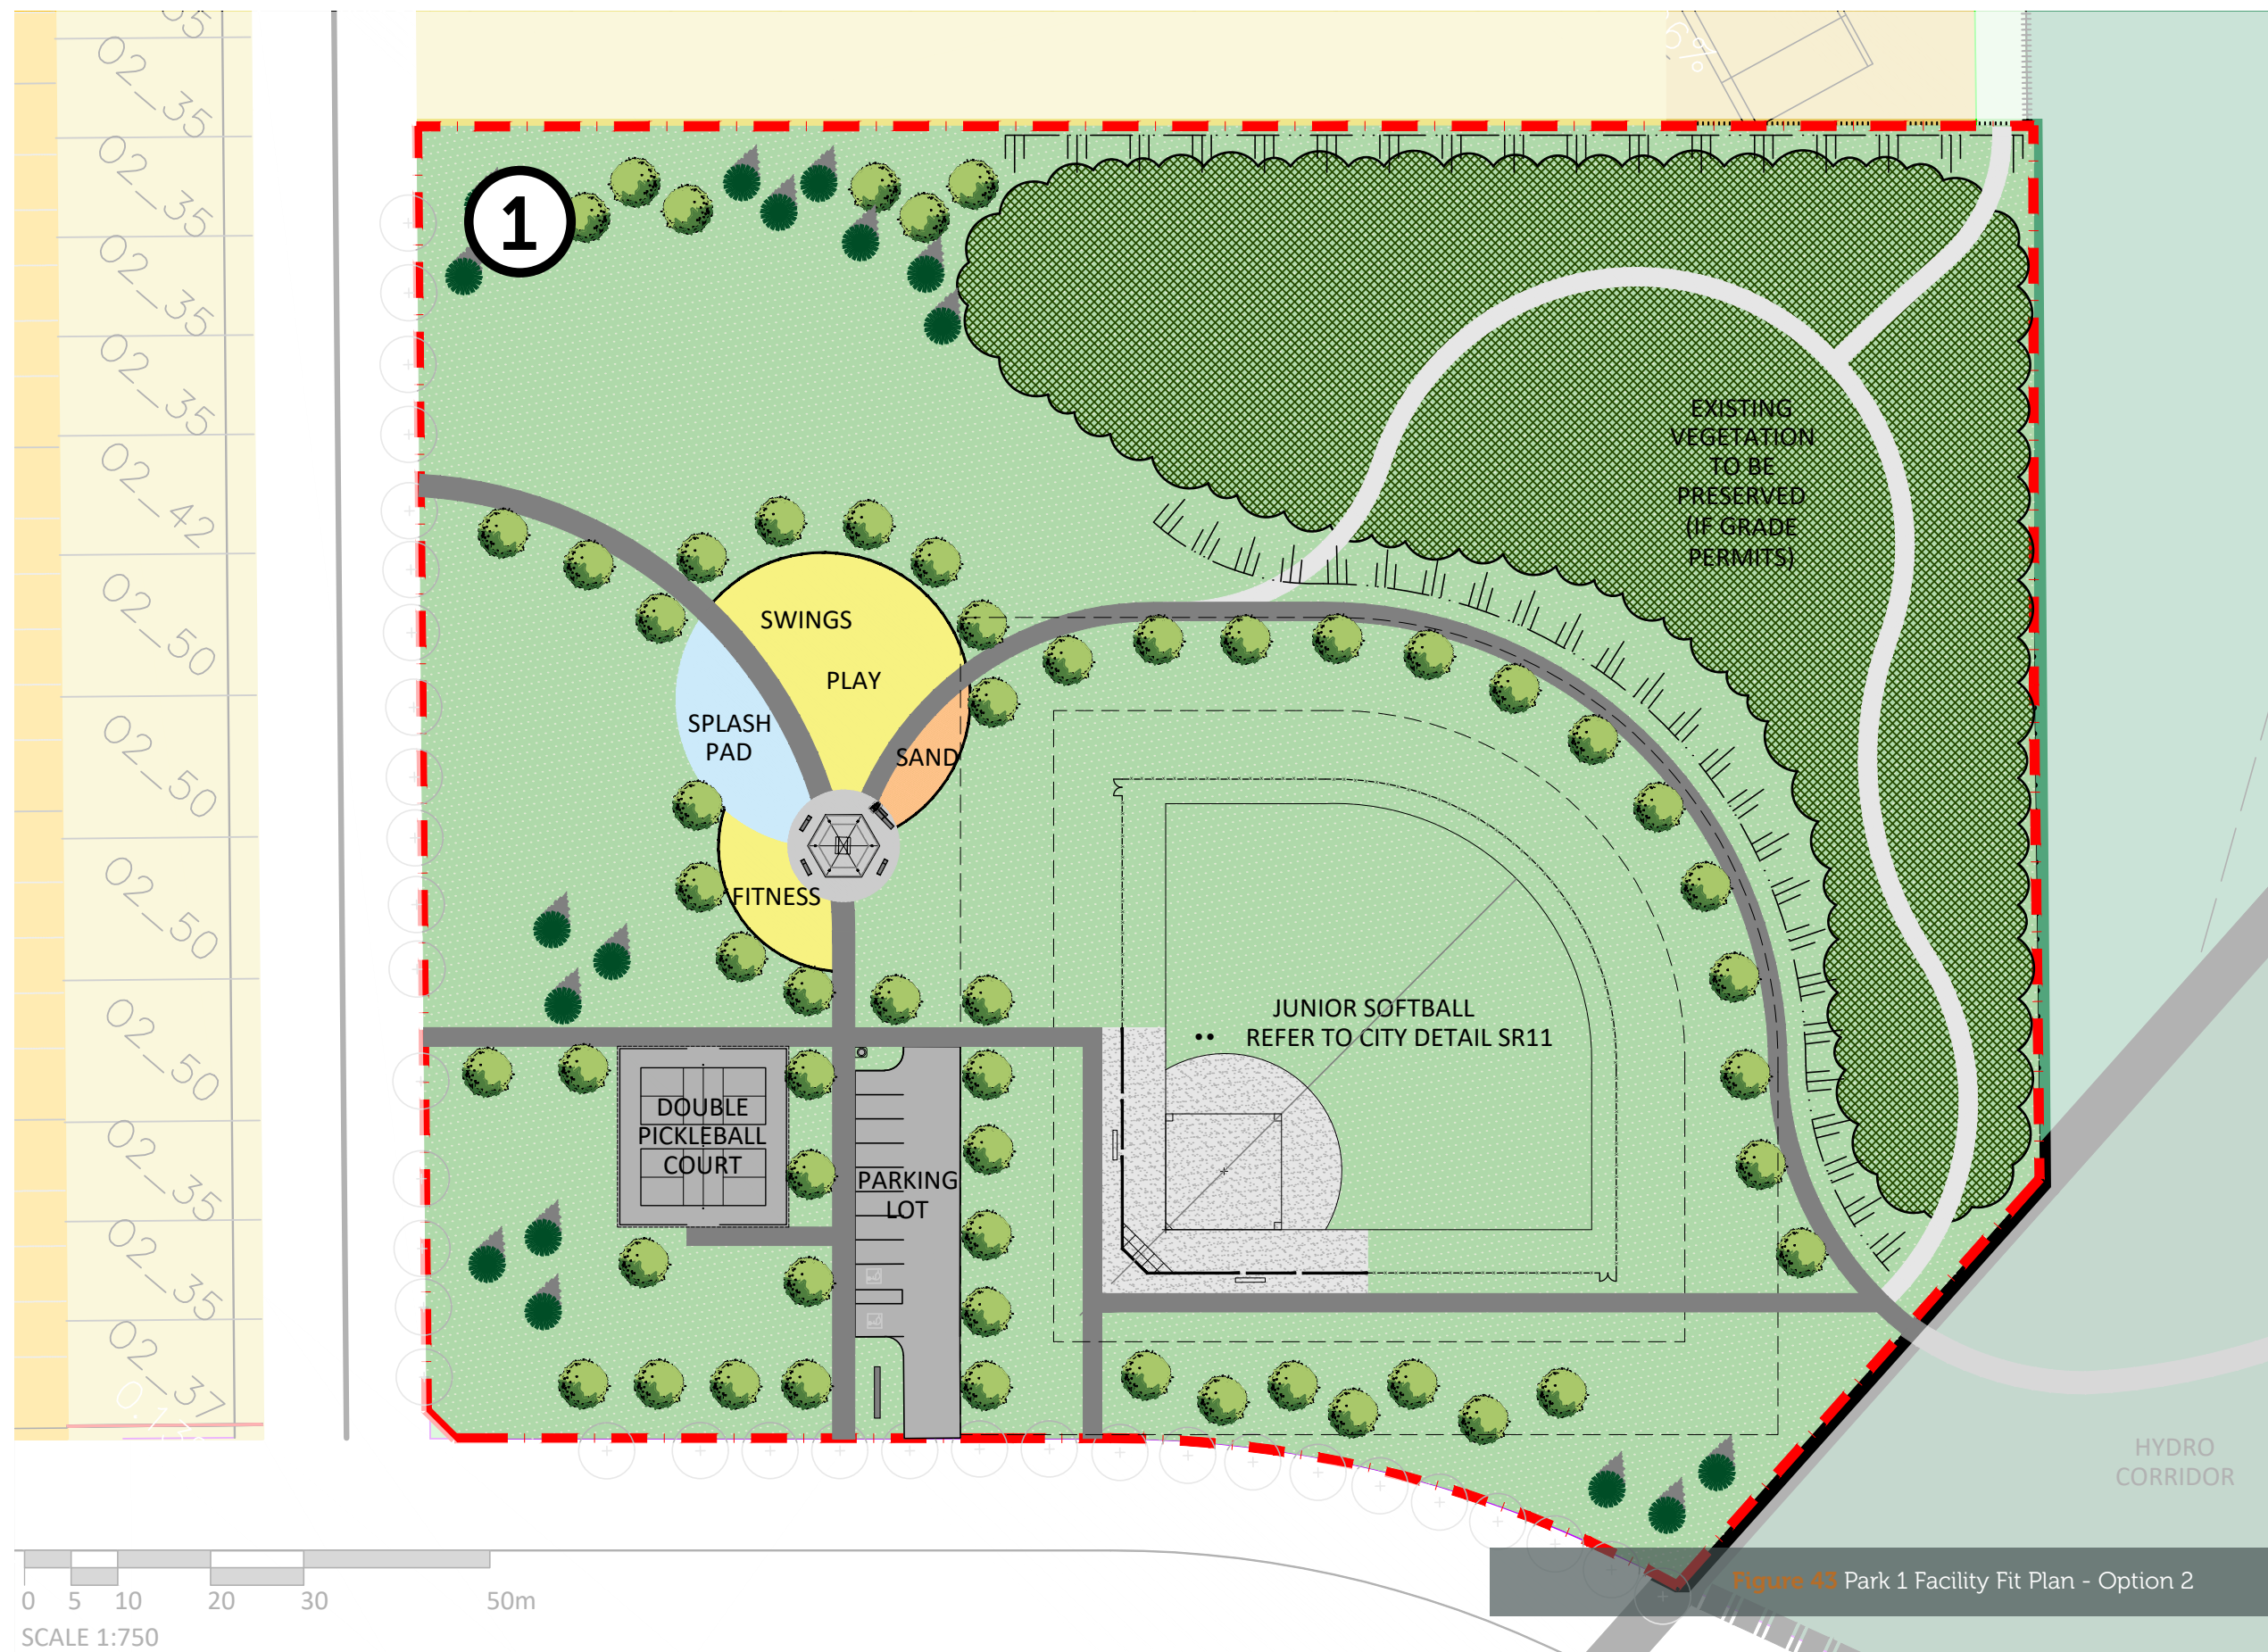 02_35
02_35
02_35
02_35
02_42
02_50
02_50
02_50
02_50
02_35
02_35
02_37
6%
1
EXISTING
VEGETATION
TO BE
PRESERVED
(IF GRADE
PERMITS)
SWINGS
PLAY
SPLASH
PAD
SAND
FITNESS
JUNIOR SOFTBALL
REFER TO CITY DETAIL SR11
DOUBLE
PICKLEBALL
COURT
PARKING
LOT
HYDRO
CORRIDOR
0 5 10 20 30 50m
SCALE 1:750
Figure 43 Park 1 Facility Fit Plan - Option 2